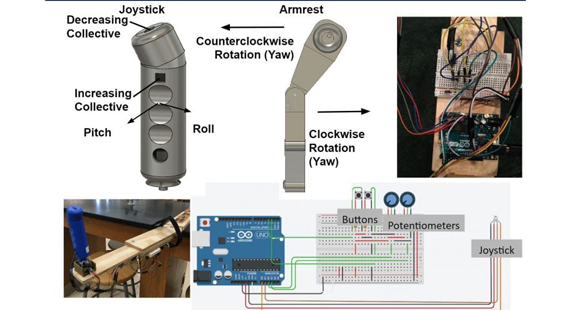 Joystick
Decreasing
Collective
Increasing
Collective
Pitch
Roll
Armrest
Counterclockwise
Rotation (Yaw)
Clockwise
Rotation (Yaw)
Buttons
Potentiometers
Joystick
UNO